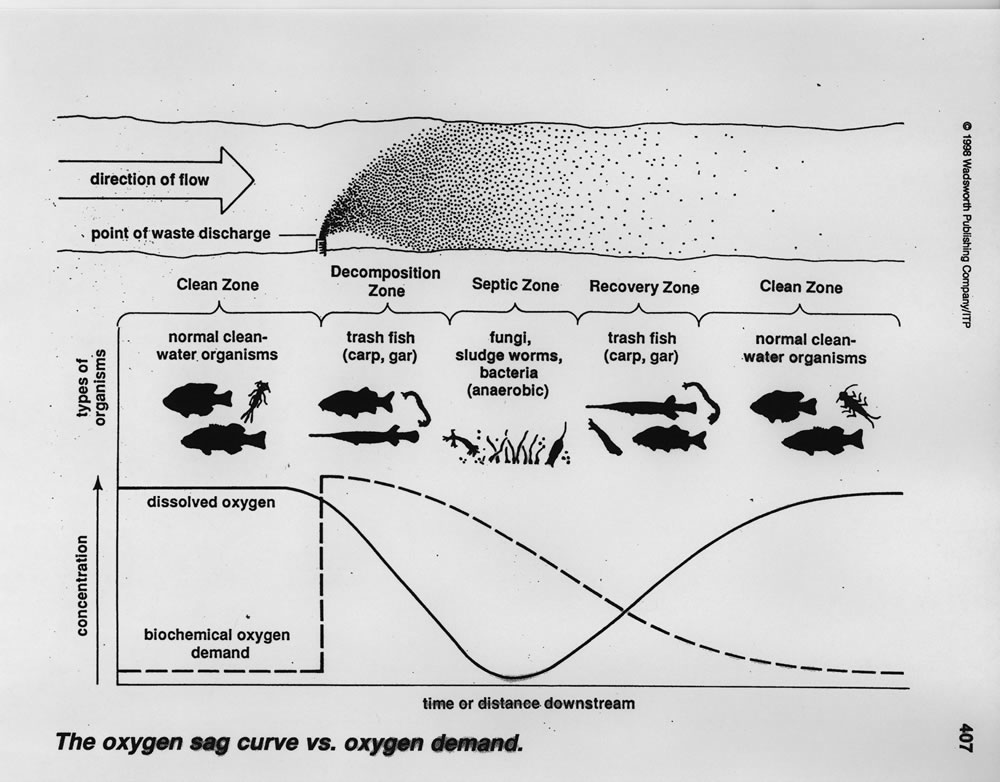 direction of flow
point of waste discharge
Clean Zone
Decomposition
Zone
Septic Zone
Recovery Zone
Clean Zone
types of
organisms
normal clean-
water organisms
trash fish
(carp, gar)
fungi,
sludge worms,
bacteria
(anaerobic)
trash fish
(carp, gar)
normal clean-
water organisms
concentration
dissolved oxygen
biochemical oxygen
demand
time or distance downstream
The oxygen sag curve vs. oxygen demand.
© 1998 Wadsworth Publishing Company/ITP
407